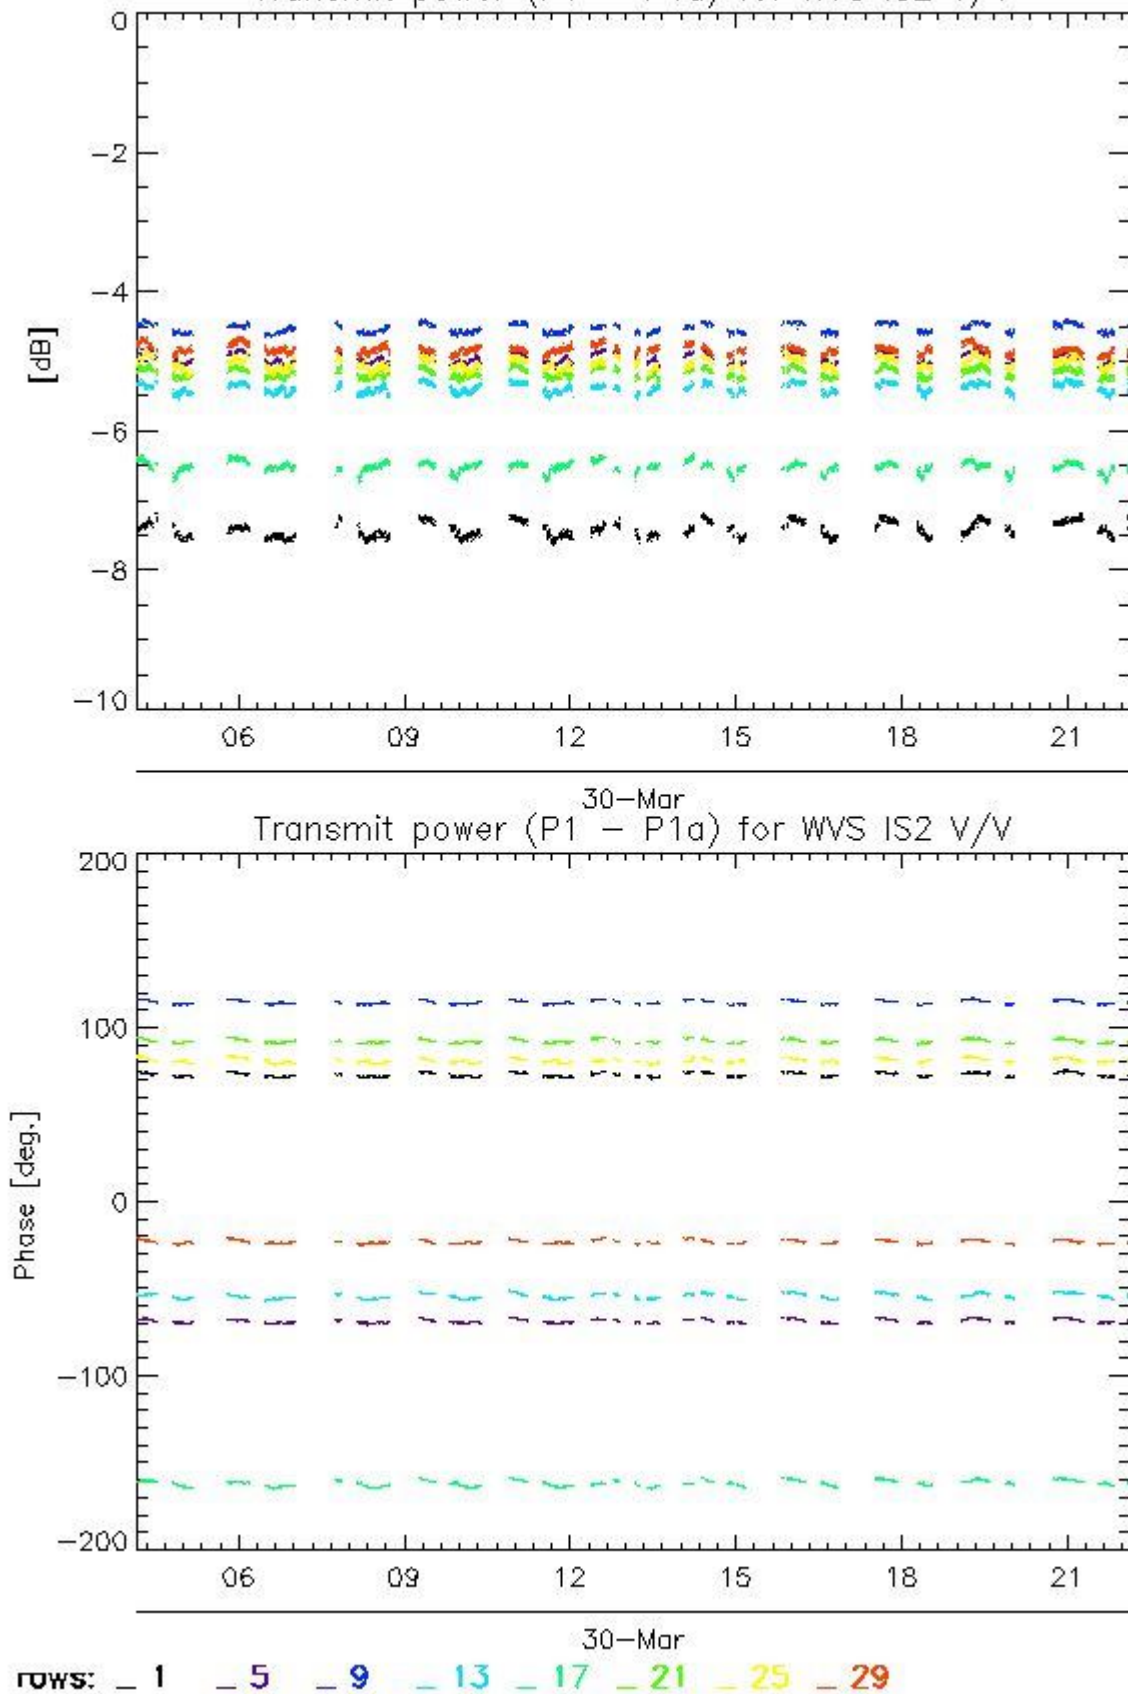 0
-2
-4
[dB]
-6
-8
-10
06 09 12 15 18 21
30-Mar
Transmit power (P1 - P1a) for WVS IS2 V/V
200
100
0
Phase [deg.]
-100
-200
06 09 12 15 18 21
30-Mar
rows: _ 1 _ 5 _ 9 _ 13 _ 17 _ 21 _ 25 _ 29